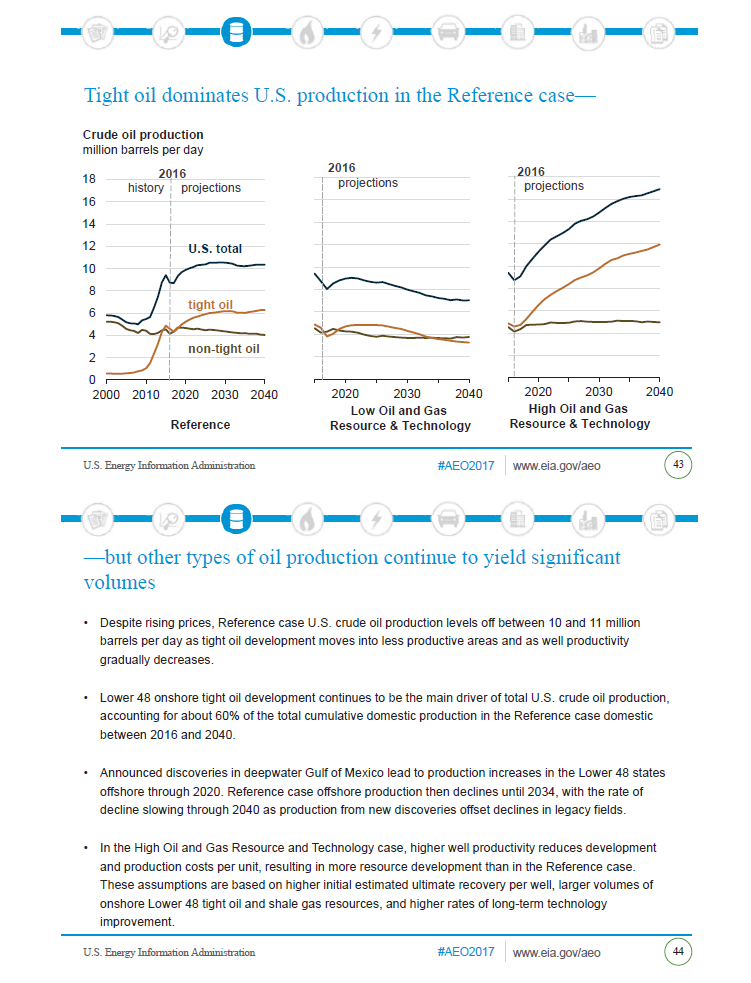 Tight oil dominates U.S. production in the Reference case—
Crude oil production
million barrels per day
18
16
14
12
10
8
6
4
2
0
2016
history
projections
U.S. total
tight oil
non-tight oil
2000 2010 2020 2030 2040
Reference
2016
projections
2020 2030 2040
Low Oil and Gas
Resource & Technology
2016
projections
2020 2030 2040
High Oil and Gas
Resource & Technology
U.S. Energy Information Administration #AEO2017 www.eia.gov/aeo 43
—but other types of oil production continue to yield significant
volumes
• Despite rising prices, Reference case U.S. crude oil production levels off between 10 and 11 million
barrels per day as tight oil development moves into less productive areas and as well productivity
gradually decreases.
• Lower 48 onshore tight oil development continues to be the main driver of total U.S. crude oil production,
accounting for about 60% of the total cumulative domestic production in the Reference case domestic
between 2016 and 2040.
• Announced discoveries in deepwater Gulf of Mexico lead to production increases in the Lower 48 states
offshore through 2020. Reference case offshore production then declines until 2034, with the rate of
decline slowing through 2040 as production from new discoveries offset declines in legacy fields.
• In the High Oil and Gas Resource and Technology case, higher well productivity reduces development
and production costs per unit, resulting in more resource development than in the Reference case.
These assumptions are based on higher initial estimated ultimate recovery per well, larger volumes of
onshore Lower 48 tight oil and shale gas resources, and higher rates of long-term technology
improvement.
U.S. Energy Information Administration #AEO2017 www.eia.gov/aeo 44